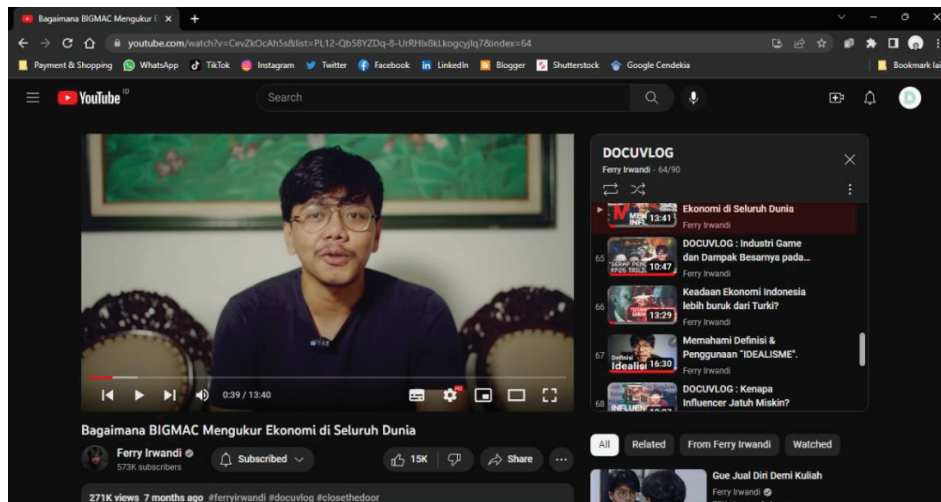 Bagaimana BIGMAC Mengukur E
youtube.com/watch?v=CevZkOcAh5s&list=PL12-Qb58YZDq-8-UrRHlx8kLkogcyjlq7&index=64
Payment & Shopping WhatsApp TikTok Instagram Twitter Facebook LinkedIn Blogger Shutterstock Google Cendekia Bookmark lai
YouTube ID
Search
DOCUVLOG
Ferry Irwandi - 64/90
Ekonomi di Seluruh Dunia
13:41
Ferry Irwandi
65
DOCUVLOG : Industri Game
dan Dampak Besarnya pada...
10:47
Ferry Irwandi
66
Keadaan Ekonomi Indonesia
lebih buruk dari Turki?
13:29
Ferry Irwandi
67
Memahami Definisi &
Penggunaan "IDEALISME".
Definisi
Idealis
16:30
Ferry Irwandi
68
DOCUVLOG : Kenapa
Influencer Jatuh Miskin?
INFLUEN
0:39 / 13:40
HD
Bagaimana BIGMAC Mengukur Ekonomi di Seluruh Dunia
Ferry Irwandi
573K subscribers
Subscribed
15K
Share
All Related From Ferry Irwandi Watched
Gue Jual Diri Demi Kuliah
Ferry Irwandi
271K views 7 months ago #ferryirwandi #docuvlog #closethedoor